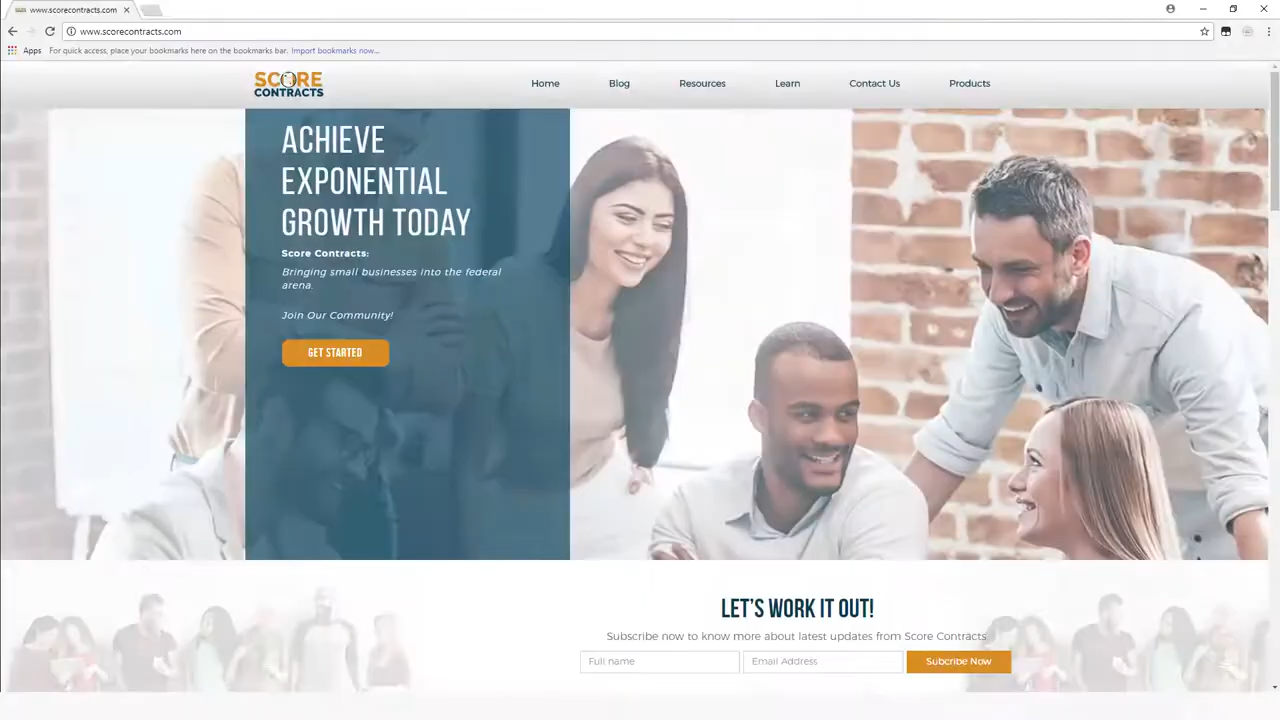 www.scorecontracts.com
www.scorecontracts.com
Apps For quick access, place your bookmarks here on the bookmarks bar. Import bookmarks now...
SCORE
CONTRACTS
Home Blog Resources Learn Contact Us Products
ACHIEVE
EXPONENTIAL
GROWTH TODAY
Score Contracts:
Bringing small businesses into the federal
arena.
Join Our Community!
GET STARTED
LET'S WORK IT OUT!
Subscribe now to know more about latest updates from Score Contracts
Full name Email Address Subcribe Now